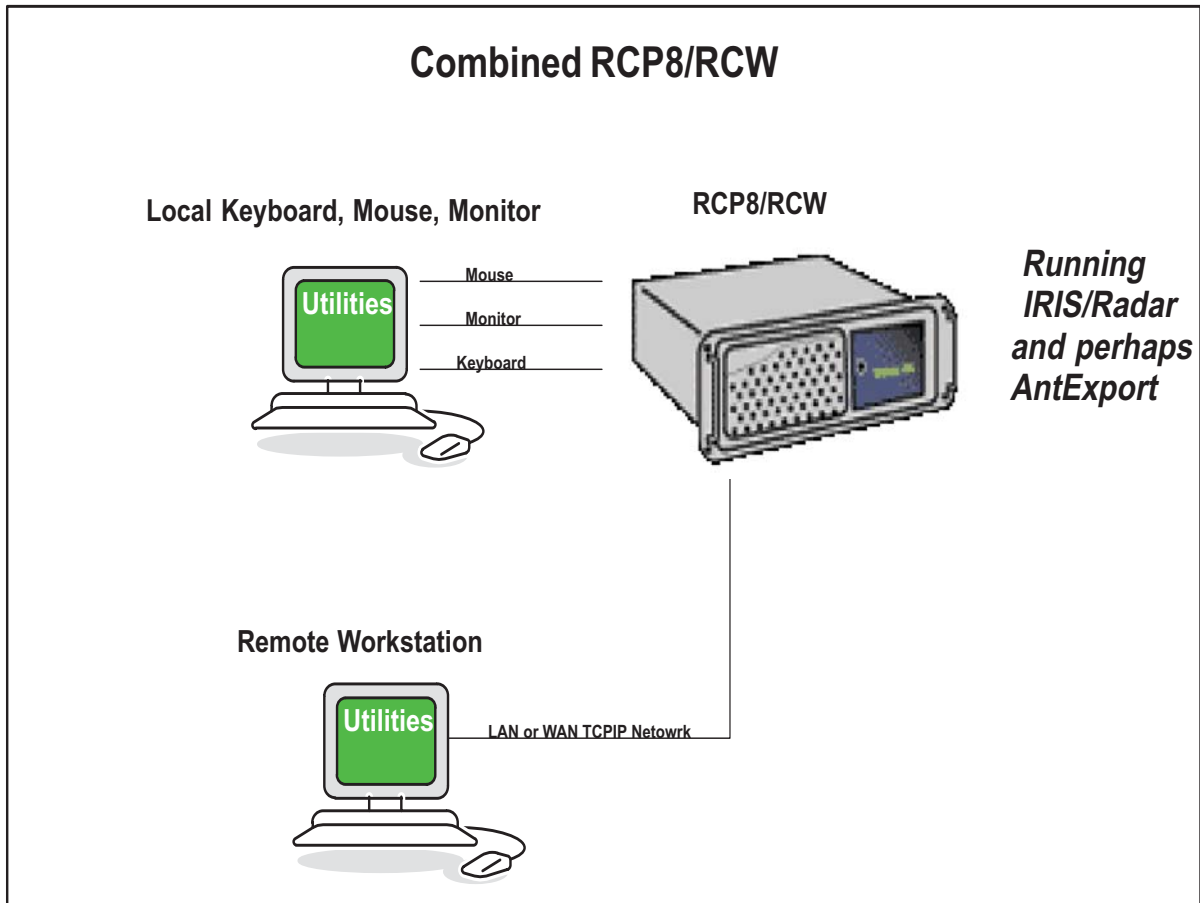 Combined RCP8/RCW
Local Keyboard, Mouse, Monitor
RCP8/RCW
Utilities
Mouse
Monitor
Keyboard
Running
IRIS/Radar
and perhaps
AntExport
Remote Workstation
Utilities
LAN or WAN TCPIP Netowrk